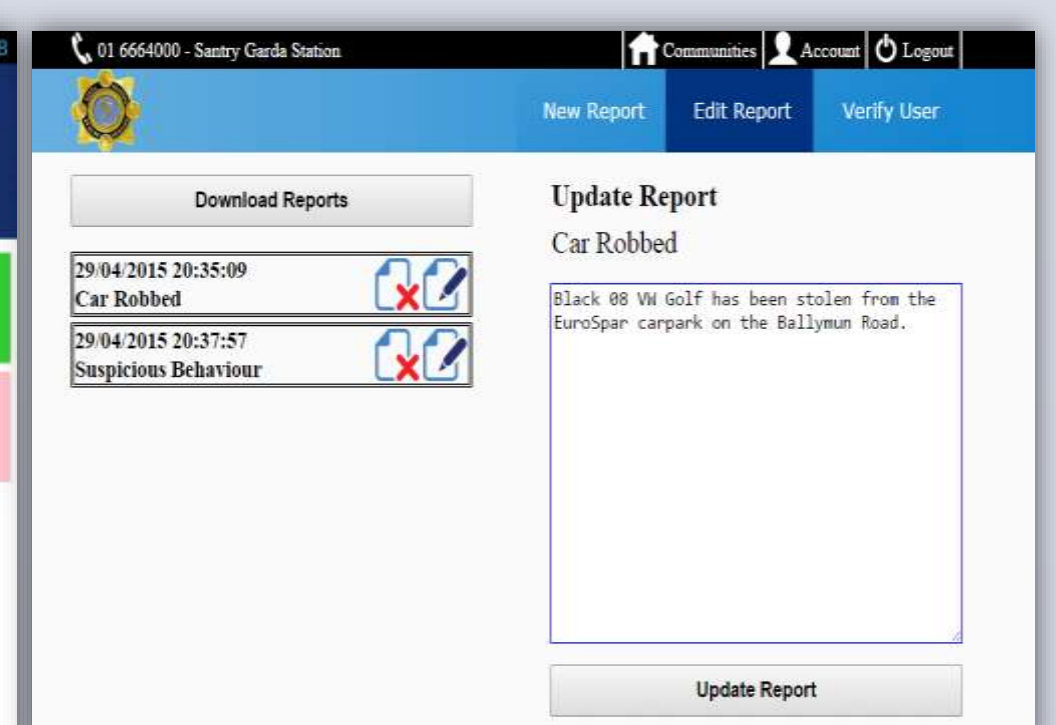 01 6664000 - Santry Garda Station
Communities
Account
Logout
New Report
Edit Report
Verify User
Download Reports
29/04/2015 20:35:09
Car Robbed
29/04/2015 20:37:57
Suspicious Behaviour
Update Report
Car Robbed
Black 08 VW Golf has been stolen from the
EuroSpar carpark on the Ballymun Road.
Update Report